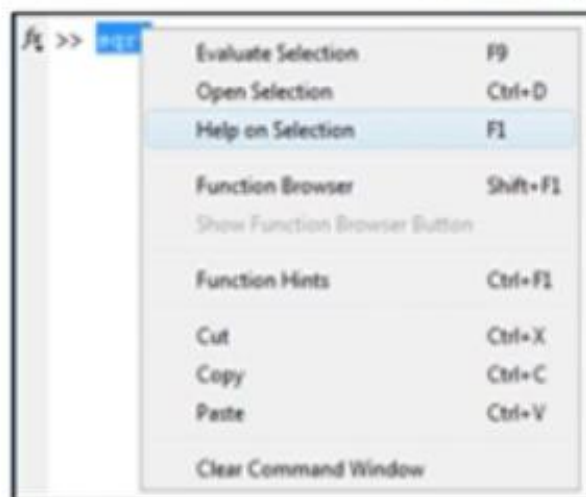 fx >>
Evaluate Selection F9
Open Selection Ctrl+D
Help on Selection F1
Function Browser Shift+F1
Show Function Browser Button
Function Hints Ctrl+F1
Cut Ctrl+X
Copy Ctrl+C
Paste Ctrl+V
Clear Command Window